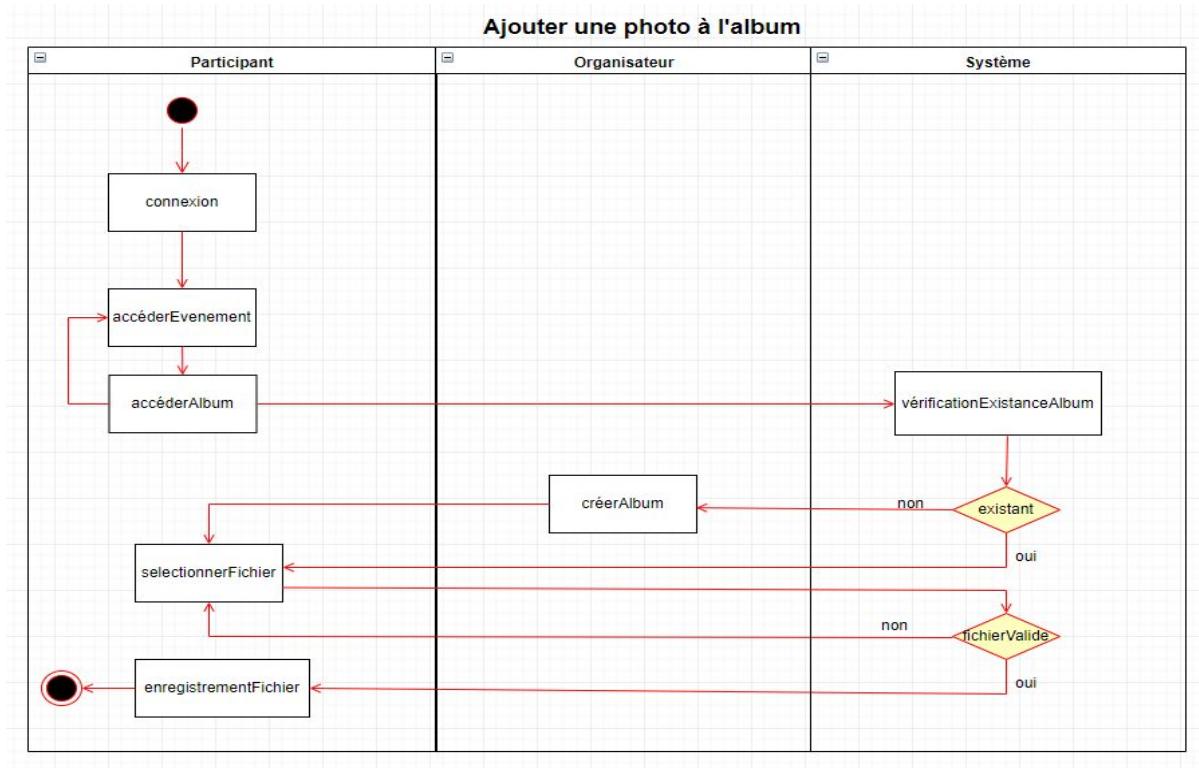 Ajouter une photo à l'album
Participant
Organisateur
Système
connexion
accéderEvenement
accéderAlbum
vérificationExistanceAlbum
créerAlbum
non
existant
oui
selectionnerFichier
non
fichierValide
oui
enregistrementFichier